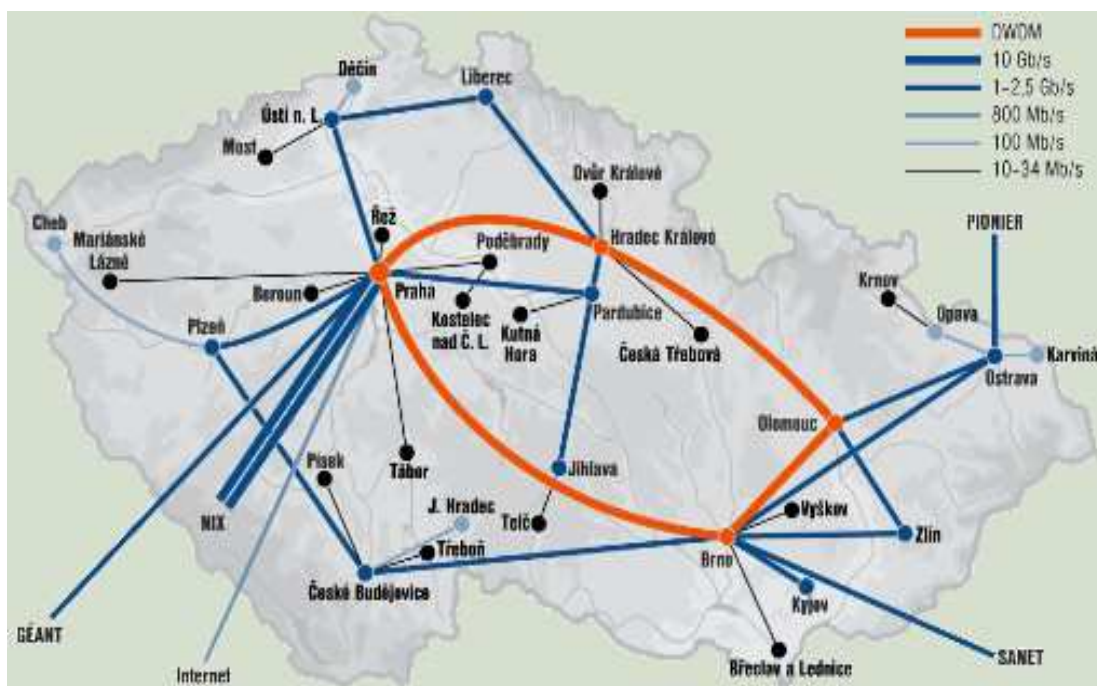 DWDM
10 Gb/s
1–2,5 Gb/s
800 Mb/s
100 Mb/s
10–34 Mb/s
Děčín
Liberec
Ústí n. L.
Most
Dvůr Králové
Cheb
Mariánské
Lázně
Řež
Poděbrady
Hradec Králové
PIONIER
Krnov
Opava
Beroun
Praha
Kostelec
nad Č. L.
Kutná
Hora
Pardubice
Česká Třebová
Karviná
Ostrava
Plzeň
Olomouc
Písek
Tábor
Jihlava
J. Hradec
Telč
Vyškov
NIX
Třeboň
Zlín
Brno
České Budějovice
Kyjov
GÉANT
Internet
Břeclav a Lednice
SANET